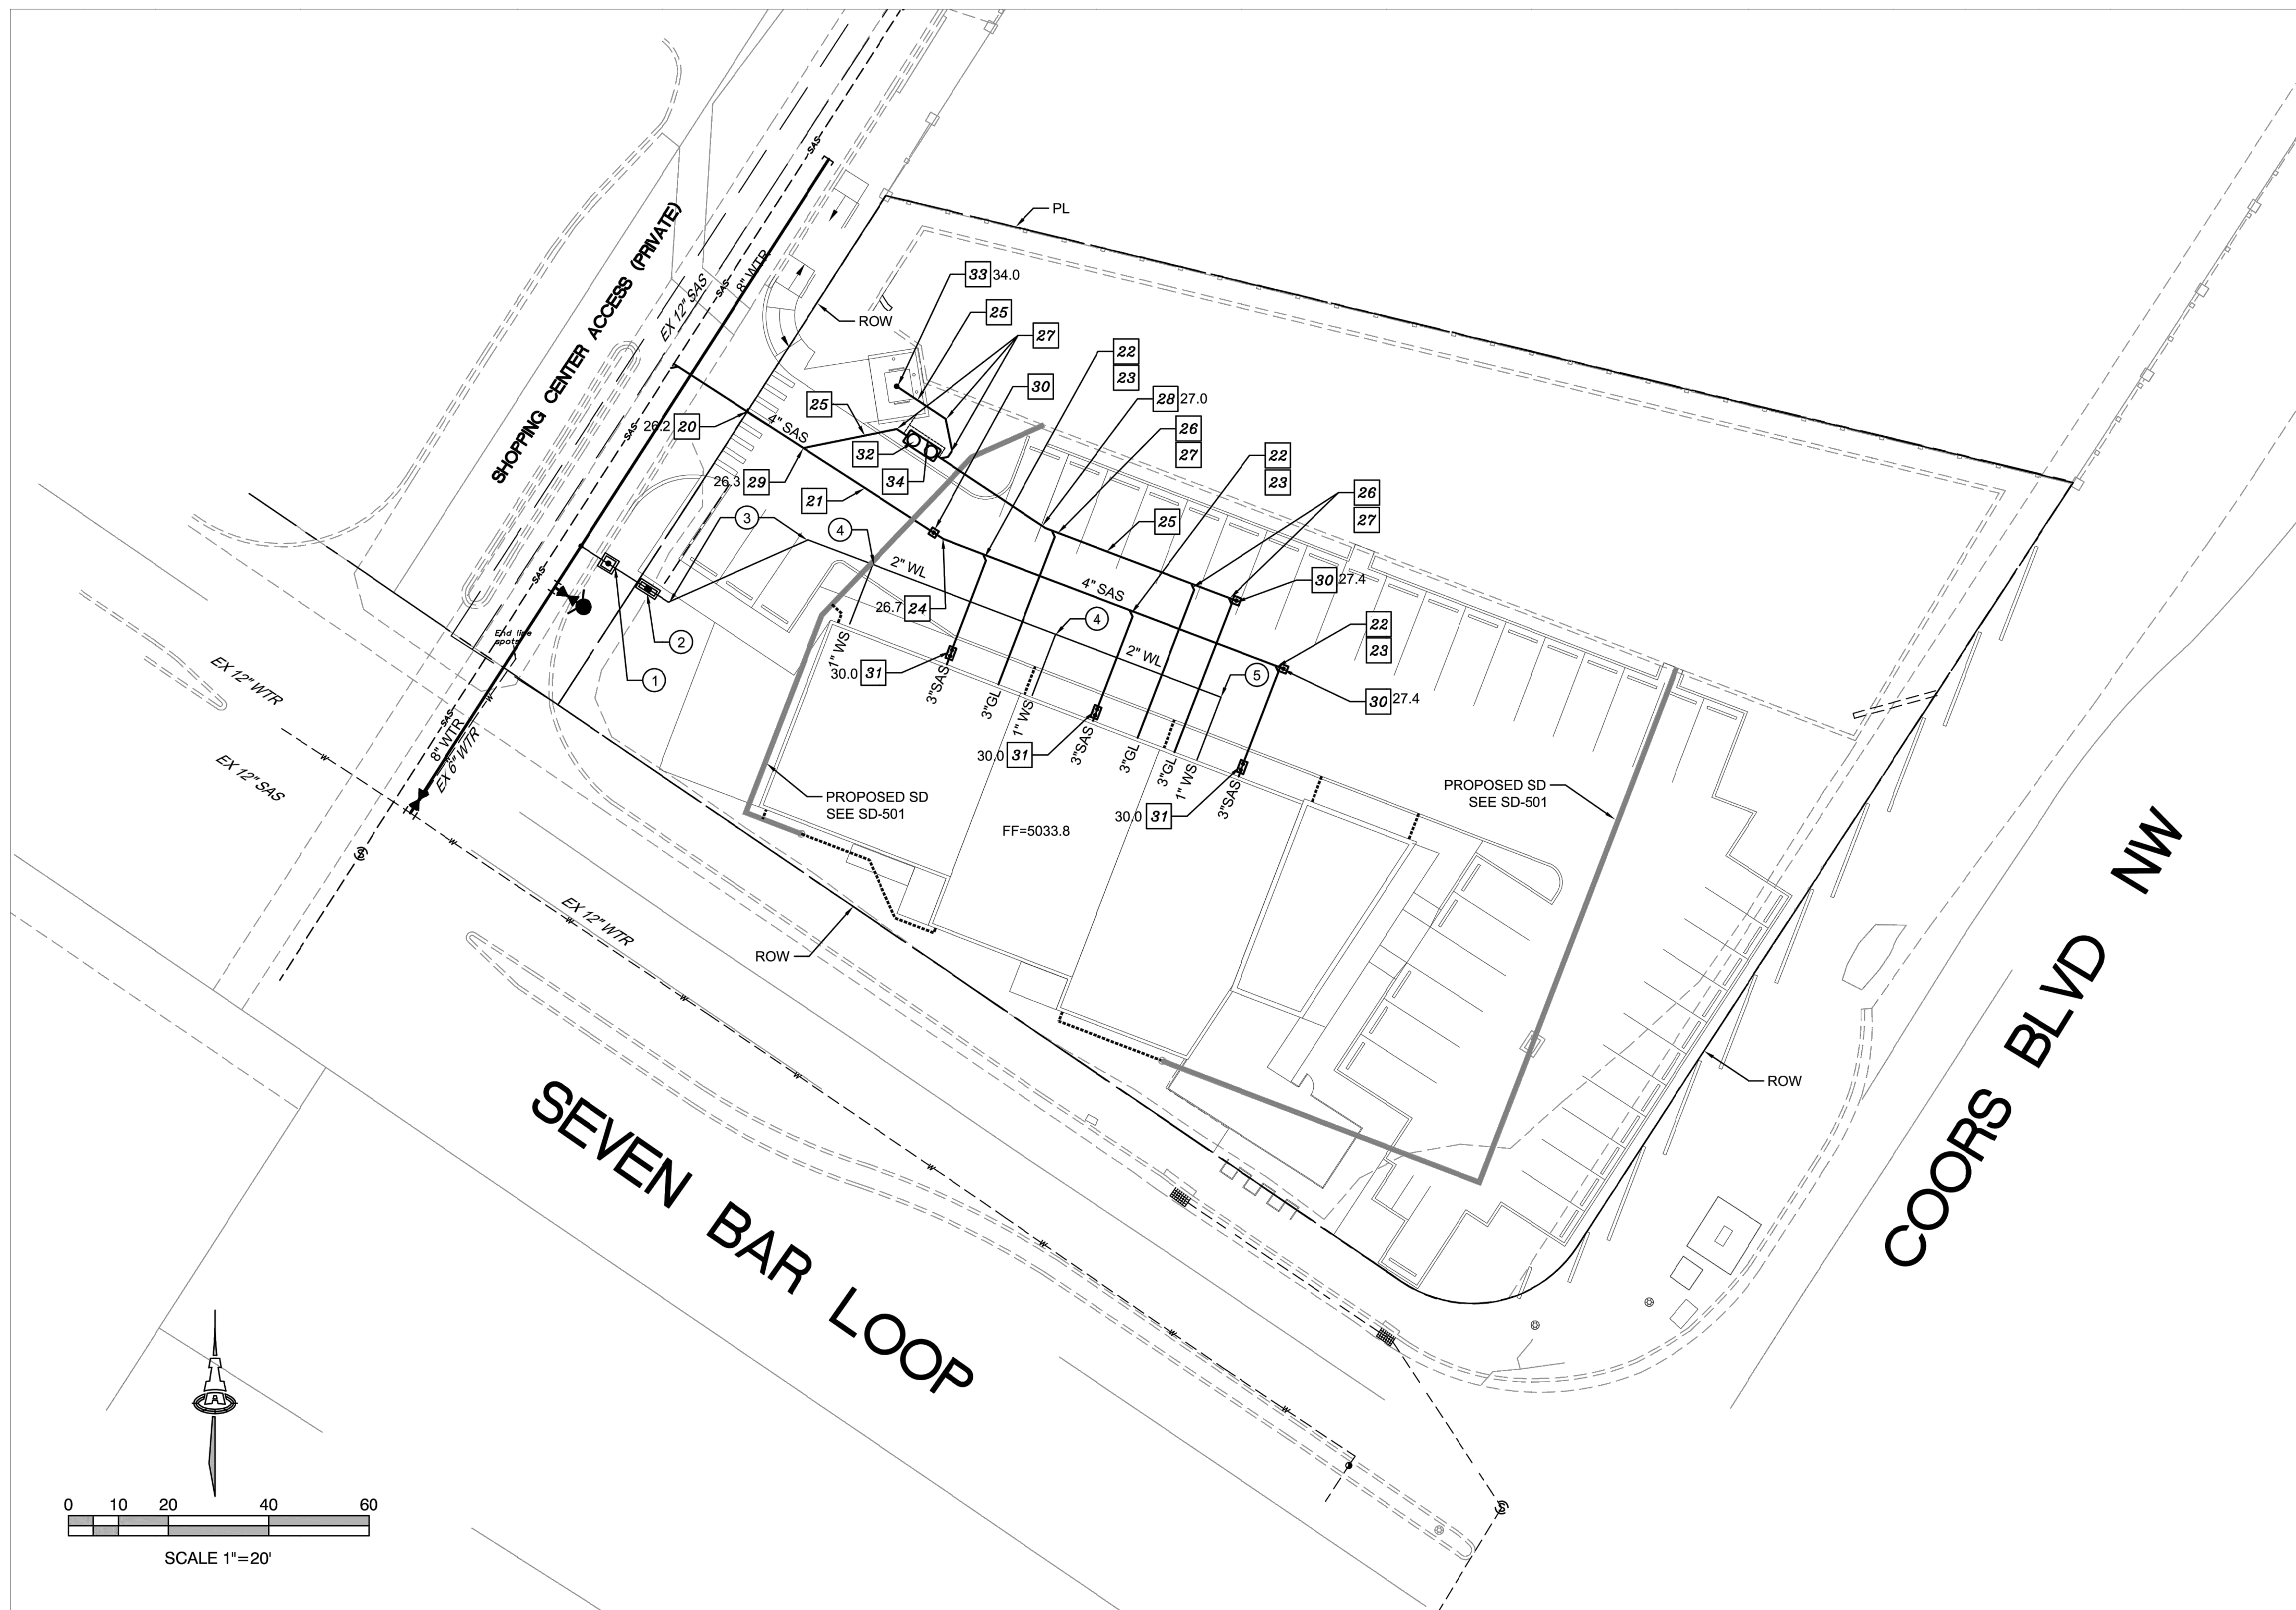 PL
SHOPPING CENTER ACCESS (PRIVATE)
SAS
EX 12" SAS
SAS
8" WTR
33 34.0
25
ROW
27
22
23
30
28 27.0
25
26
27
26.2 20
4" SAS
SAS
32
22
23
26.3 29
34
26
27
21
25
3
4
2" WL
4" SAS
30 27.4
SAS
26.7 24
4
22
23
End line
spots
2
1" WS
2" WL
EX 12" WTR
1
30.0 31
5
3"SAS
3"GL
30 27.4
1" WS
SAS
8" WTR
EX 6" WTR
30.0 31
3"SAS
3"GL
3"GL
1" WS
EX 12" SAS
PROPOSED SD
SEE SD-501
30.0 31
3"SAS
PROPOSED SD
SEE SD-501
FF=5033.8
W
W
S
EX 12" WTR
W
ROW
W
W
COORS BLVD NW
ROW
SEVEN BAR LOOP
W
W
W
W
A
S
0 10 20 40 60
SCALE 1"=20'